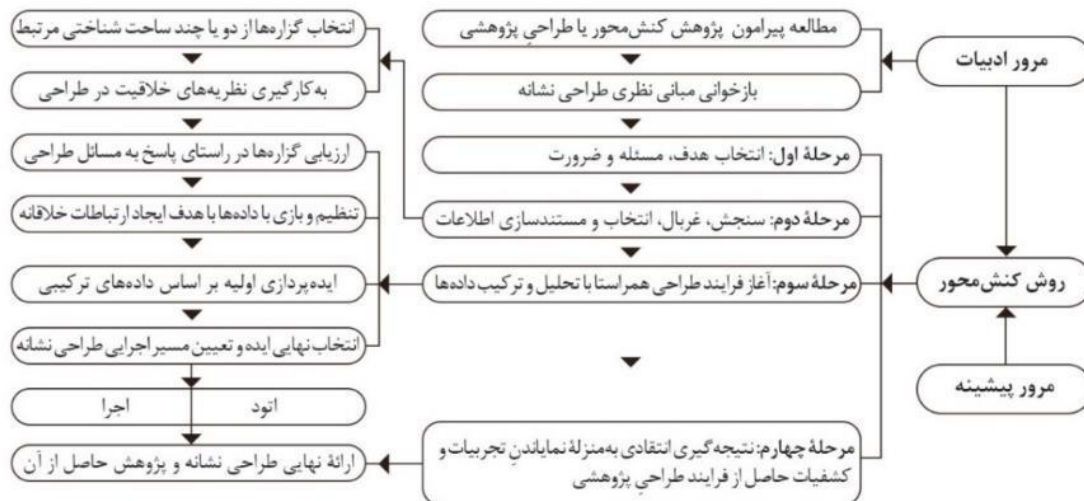 مرور ادبیات
مطالعه پیرامون پژوهش کنش‌محور یا طراحیِ پژوهشی
بازخوانی مبانی نظری طراحی نشانه
روش کنش‌محور
مرور پیشینه
مرحلهٔ اول: انتخاب هدف، مسئله و ضرورت
مرحلهٔ دوم: سنجش، غربال، انتخاب و مستندسازی اطلاعات
مرحلهٔ سوم: آغاز فرایند طراحی همراستا با تحلیل و ترکیب داده‌ها
مرحلهٔ چهارم: نتیجه‌گیری انتقادی به‌منزلهٔ نمایاندنِ تجربیات و
کشفیات حاصل از فرایند طراحیِ پژوهشی
انتخاب گزاره‌ها از دو یا چند ساحت شناختی مرتبط
به‌کارگیری نظریه‌های خلاقیت در طراحی
ارزیابی گزاره‌ها در راستای پاسخ به مسائل طراحی
تنظیم و بازی با داده‌ها با هدف ایجاد ارتباطات خلاقانه
ایده‌پردازی اولیه بر اساس داده‌های ترکیبی
انتخاب نهایی ایده و تعیین مسیر اجرایی طراحی نشانه
اتود
اجرا
ارائهٔ نهایی طراحی نشانه و پژوهش حاصل از آن